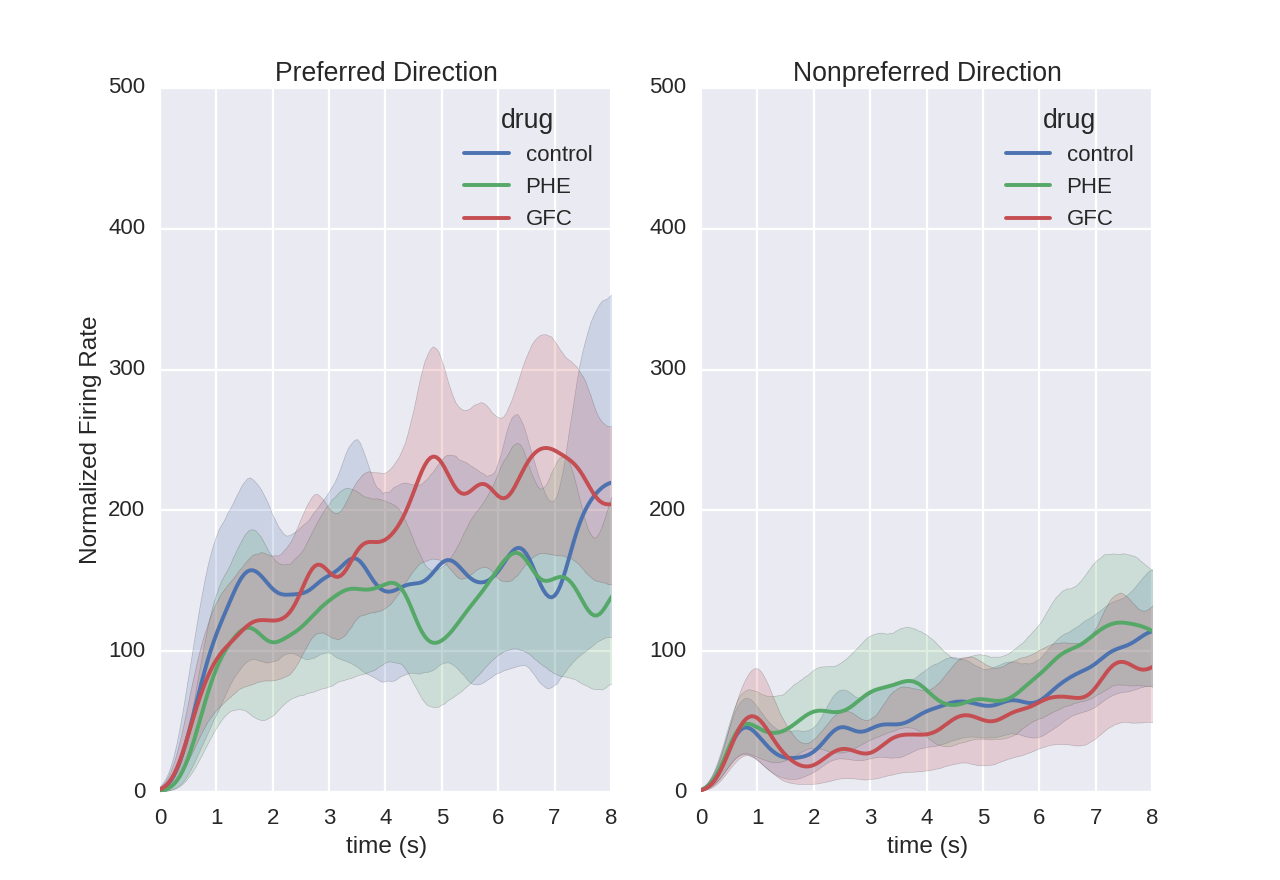 Preferred Direction
Normalized Firing Rate
500
400
300
200
100
0
0 1 2 3 4 5 6 7 8
time (s)
drug
control
PHE
GFC
Nonpreferred Direction
500
400
300
200
100
0
0 1 2 3 4 5 6 7 8
time (s)
drug
control
PHE
GFC